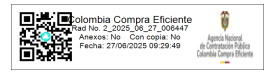 Colombia Compra Eficiente
Rad No. 2_2025_06_27_006447
Anexos: No Con copia: No
Fecha: 27/06/2025 09:29:49
Agencia Nacional
de Contratación Pública
Colombia Compra Eficiente